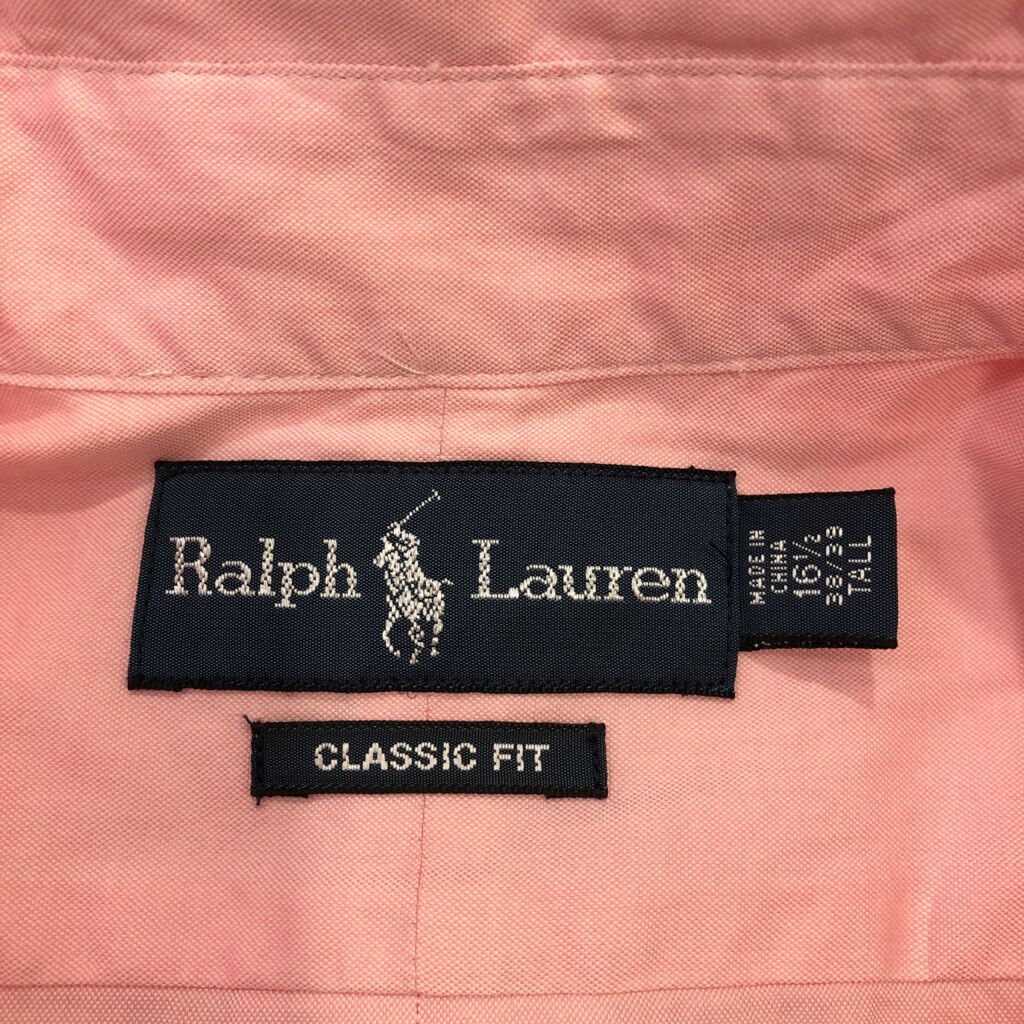 Ralph Lauren
MADE IN
CHINA
16½
38/39
TALL
CLASSIC FIT